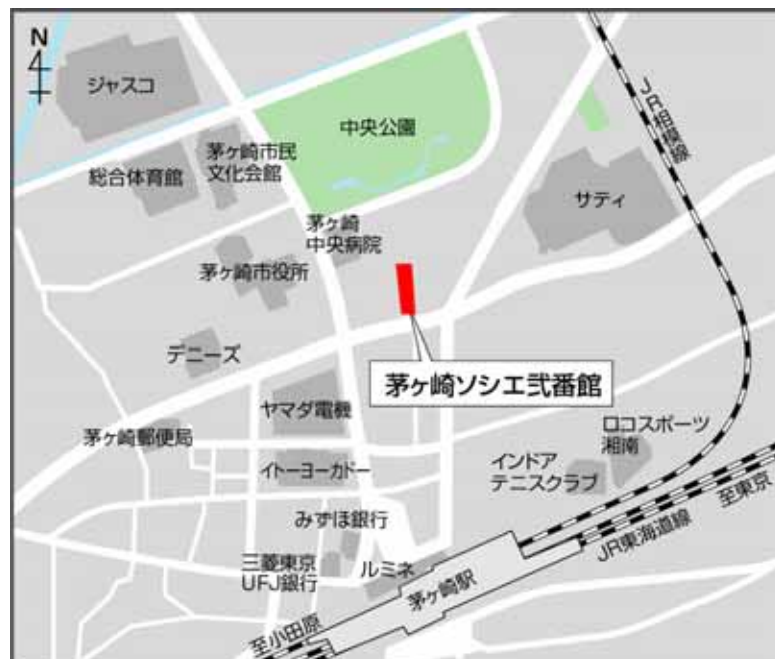 N
ジャスコ
中央公園
茅ヶ崎市民
文化会館
総合体育館
JR相模線
サティ
茅ヶ崎
中央病院
茅ヶ崎市役所
デニーズ
茅ヶ崎ソシエ弐番館
ヤマダ電機
茅ヶ崎郵便局
ロコスポーツ
湘南
イトーヨーカドー
インドア
テニスクラブ
みずほ銀行
至東京
JR東海道線
三菱東京
UFJ銀行
ルミネ
茅ヶ崎駅
至小田原